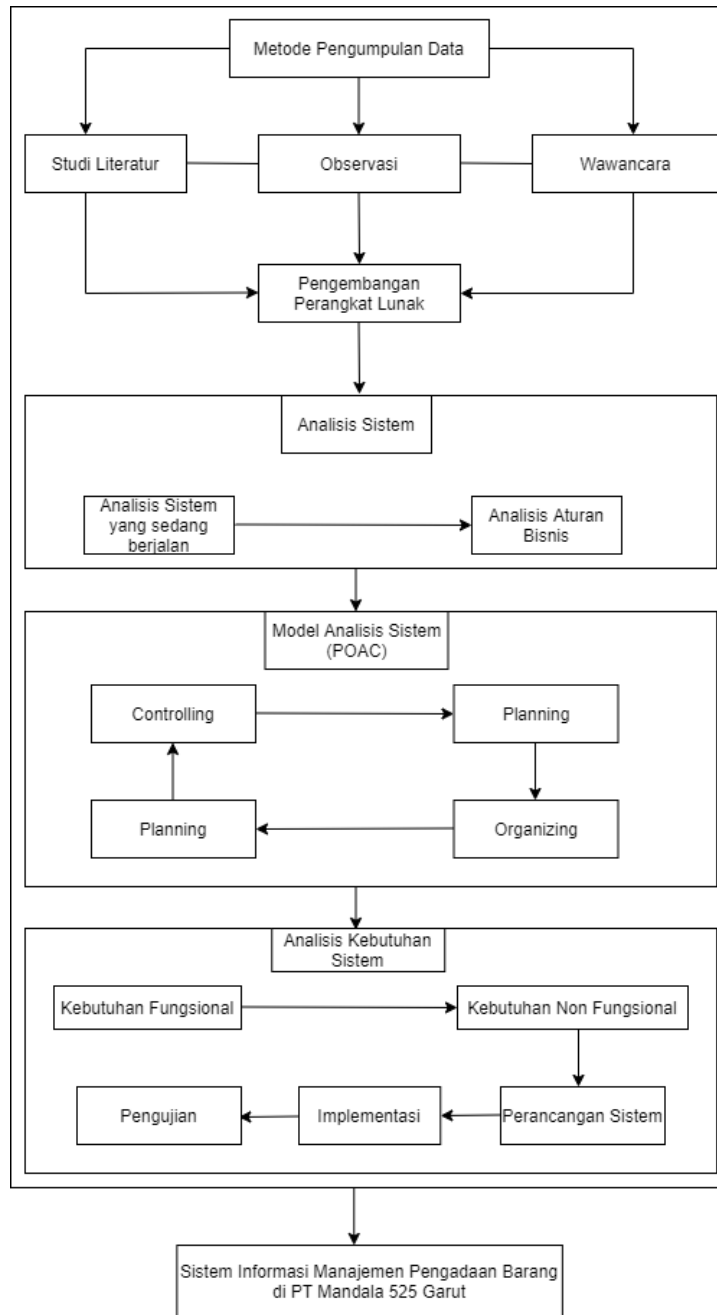 Metode Pengumpulan Data
Studi Literatur
Observasi
Wawancara
Pengembangan
Perangkat Lunak
Analisis Sistem
Analisis Sistem
yang sedang
berjalan
Analisis Aturan
Bisnis
Model Analisis Sistem
(POAC)
Controlling
Planning
Planning
Organizing
Analisis Kebutuhan
Sistem
Kebutuhan Fungsional
Kebutuhan Non Fungsional
Pengujian
Implementasi
Perancangan Sistem
Sistem Informasi Manajemen Pengadaan Barang
di PT Mandala 525 Garut